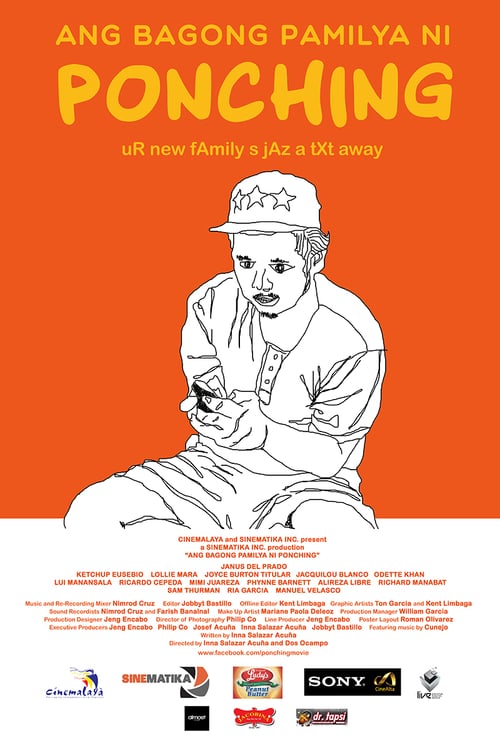 ANG BAGONG PAMILYA NI
PONCHING
uR new fAmily s jAz a tXt away
CINEMALAYA and SINEMATIKA INC. present
a SINEMATIKA INC. production
"ANG BAGONG PAMILYA NI PONCHING"
JANUS DEL PRADO
KETCHUP EUSEBIO LOLLIE MARA JOYCE BURTON TITULAR JACQUILOU BLANCO ODETTE KHAN
LUI MANANSALA RICARDO CEPEDA MIMI JUAREZA PHYNNE BARNETT ALIREZA LIBRE RICHARD MANABAT
SAM THURMAN RIA GARCIA MANUEL VELASCO
Music and Re-Recording Mixer Nimrod Cruz Editor Jobbyt Bastillo Offline Editor Kent Limbaga Graphic Artists Ton Garcia and Kent Limbaga
Sound Recordists Nimrod Cruz and Farish Banainal Make Up Artist Mariane Paola Deleoz Production Manager William Garcia
Production Designer Jeng Encabo Director of Photography Philip Co Line Producer Jeng Encabo Poster Layout Roman Olivarez
Executive Producers Jeng Encabo Philip Co Josef Acuña Inna Salazar Acuña Jobbyt Bastillo Featuring music by Cunejo
Written by Inna Salazar Acuña
Directed by Inna Salazar Acuña and Dos Ocampo
www.facebook.com/ponchingmovie
Cinemalaya
SINEMATIKA
Lady's
Peanut
Butter
SONY
CineAlta
live
almost
JACOBINA
dr. tapsi